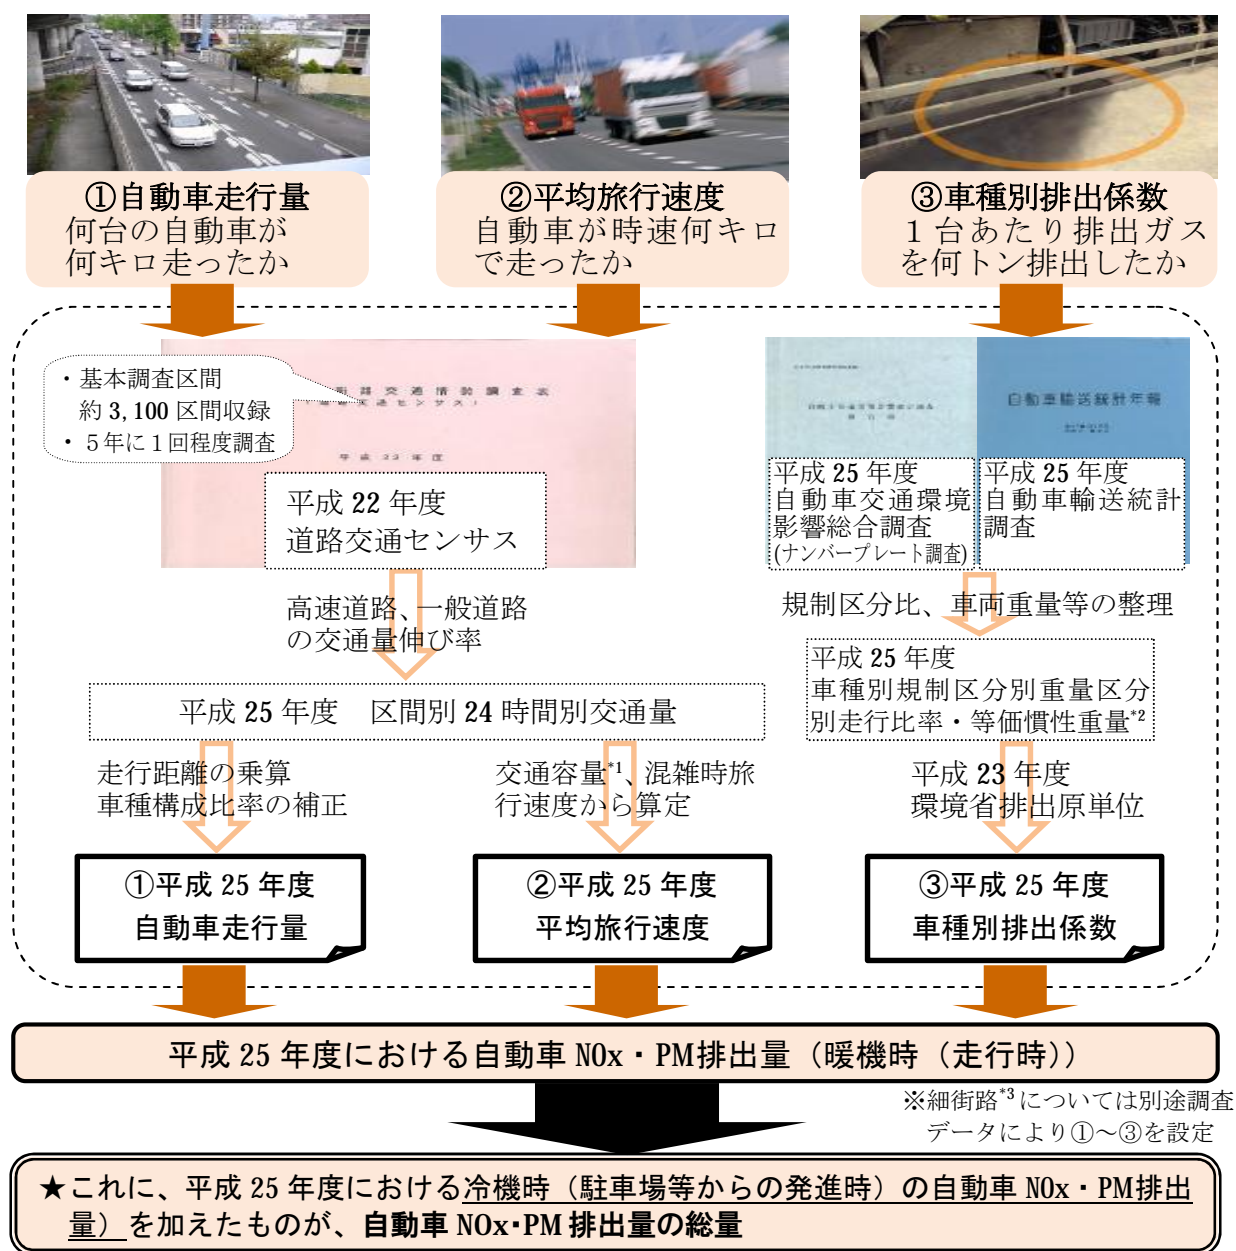 ①自動車走行量
何台の自動車が
何キロ走ったか
②平均旅行速度
自動車が時速何キロ
で走ったか
③車種別排出係数
1台あたり排出ガス
を何トン排出したか
・基本調査区間
約3,100区間収録
・5年に1回程度調査
平成22年度
平成22年度
道路交通センサス
自動車輸送統計年報
平成25年度
自動車交通環境
影響総合調査
(ナンバープレート調査)
平成25年度
自動車輸送統計
調査
高速道路、一般道路
の交通量伸び率
規制区分比、車両重量等の整理
平成25年度 区間別24時間別交通量
平成25年度
車種別規制区分別重量区分
別走行比率・等価慣性重量*2
走行距離の乗算
車種構成比率の補正
交通容量*1、混雑時旅
行速度から算定
平成23年度
環境省排出原単位
①平成25年度
自動車走行量
②平成25年度
平均旅行速度
③平成25年度
車種別排出係数
平成25年度における自動車NOx・PM排出量（暖機時（走行時））
※細街路*3については別途調査
データにより①～③を設定
★これに、平成25年度における冷機時（駐車場等からの発進時）の自動車NOx・PM排出
量）を加えたものが、自動車NOx・PM排出量の総量